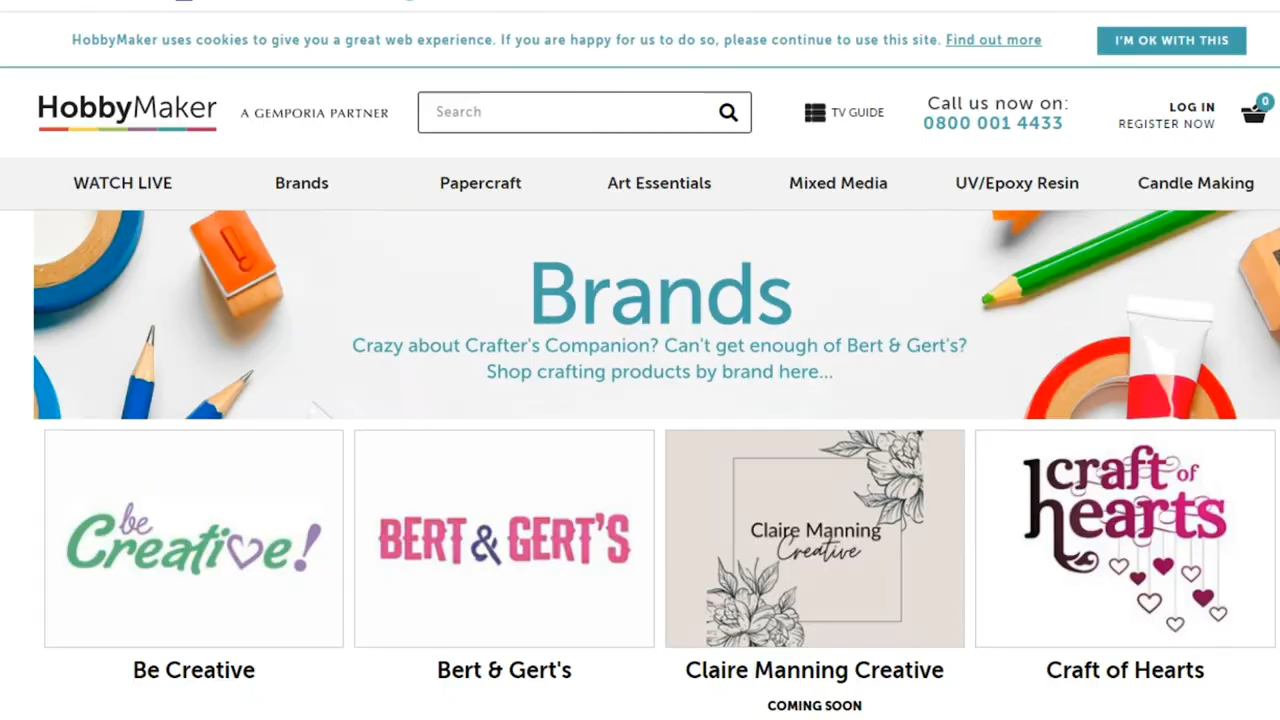 HobbyMaker uses cookies to give you a great web experience. If you are happy for us to do so, please continue to use this site. Find out more
I'M OK WITH THIS
HobbyMaker
A GEMPORIA PARTNER
Search
TV GUIDE
Call us now on:
0800 001 4433
LOG IN
REGISTER NOW
0
WATCH LIVE
Brands
Papercraft
Art Essentials
Mixed Media
UV/Epoxy Resin
Candle Making
Brands
Crazy about Crafter's Companion? Can't get enough of Bert & Gert's?
Shop crafting products by brand here...
be
Creative!
BERT & GERT'S
Claire Manning
Creative
craft of
hearts
Be Creative
Bert & Gert's
Claire Manning Creative
Craft of Hearts
COMING SOON